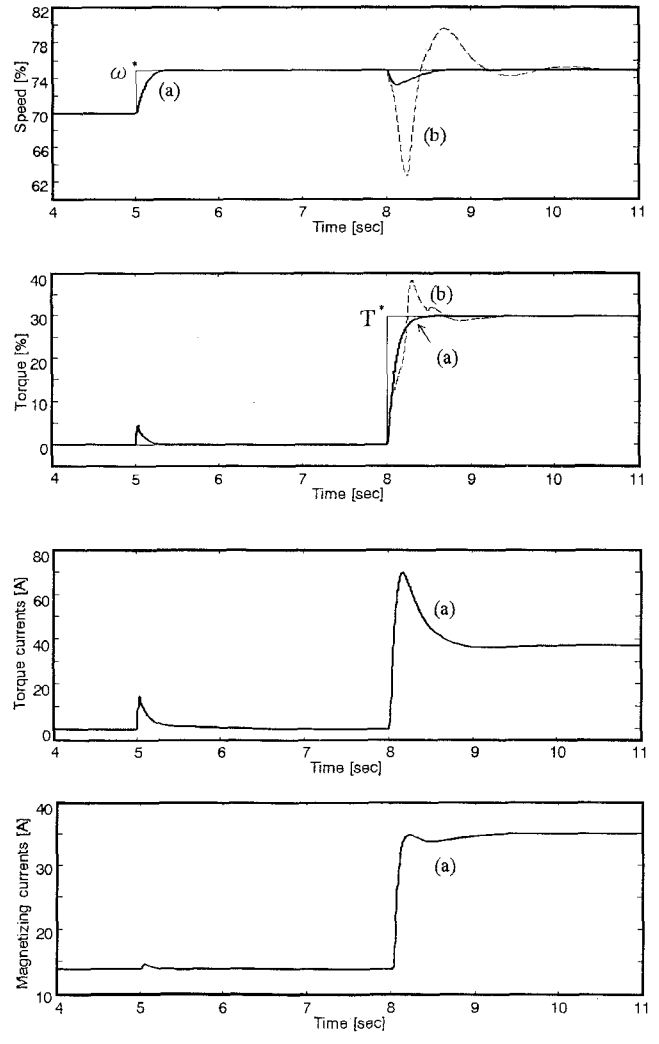 82
78
74
70
66
62
Speed [%]
ω*
(a)
(b)
4 5 6 7 8 9 10 11
Time [sec]
40
30
20
10
0
Torque [%]
T*
(b)
(a)
4 5 6 7 8 9 10 11
Time [sec]
80
60
40
20
0
Torque currents [A]
(a)
4 5 6 7 8 9 10 11
Time [sec]
40
30
20
10
Magnetizing currents [A]
(a)
4 5 6 7 8 9 10 11
Time [sec]